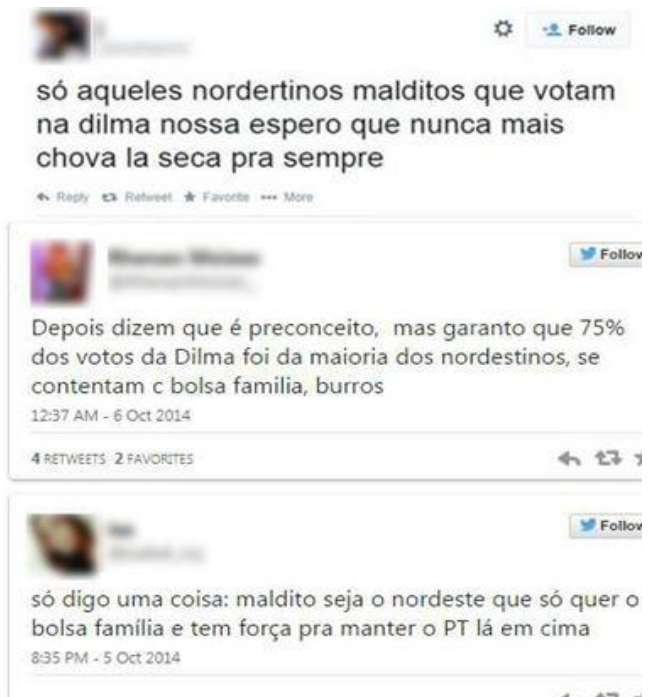 Follow
só aqueles nordertinos malditos que votam
na dilma nossa espero que nunca mais
chova la seca pra sempre
Reply Retweet Favorite More
Follow
Depois dizem que é preconceito, mas garanto que 75%
dos votos da Dilma foi da maioria dos nordestinos, se
contentam c bolsa familia, burros
12:37 AM - 6 Oct 2014
4 RETWEETS 2 FAVORITES
Follow
só digo uma coisa: maldito seja o nordeste que só quer o
bolsa família e tem força pra manter o PT lá em cima
8:35 PM - 5 Oct 2014